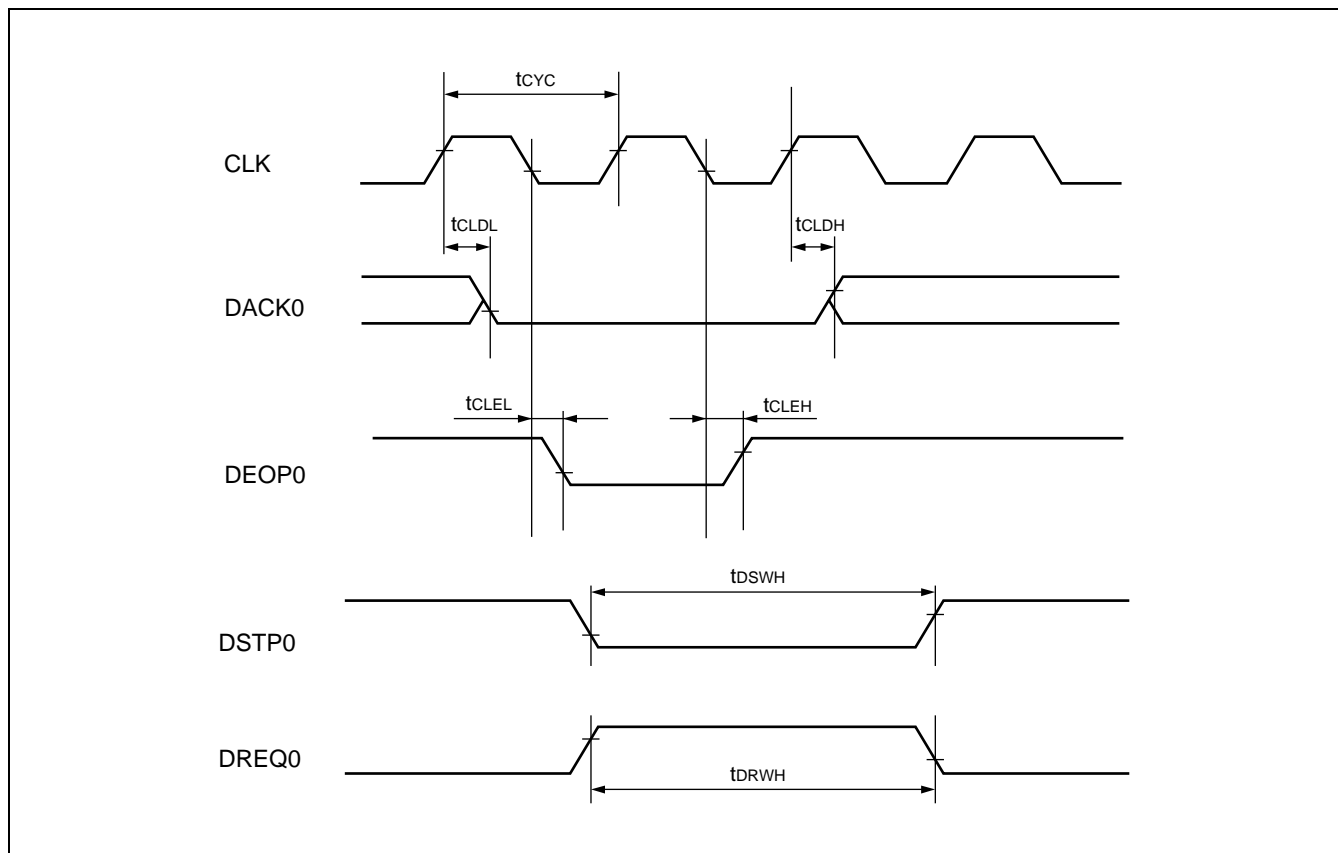 tCYC
CLK
tCLDL
tCLDH
DACK0
tCLEL
tCLEH
DEOP0
tDSWH
DSTP0
DREQ0
tDRWH